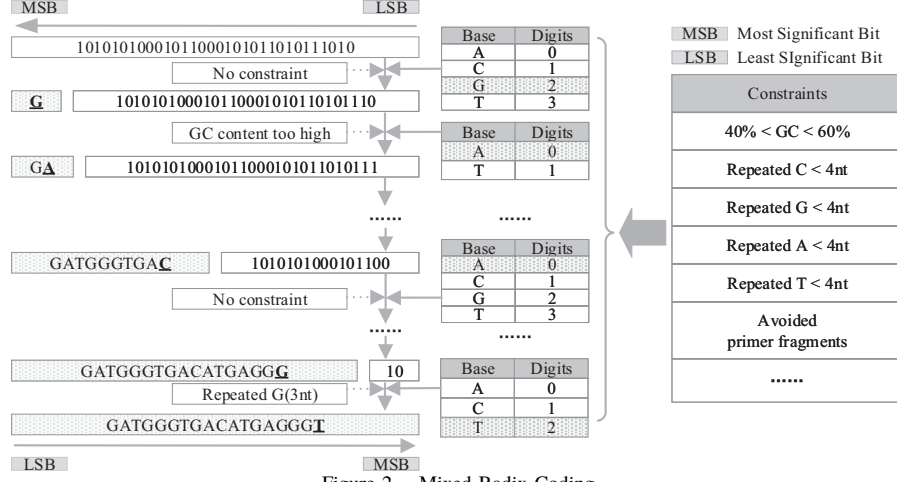 MSB LSB
10101010001011000101011010111010
Base Digits
A 0
C 1
G 2
T 3
No constraint
G 101010100010110001010110101110
GC content too high
Base Digits
A 0
T 1
GA 10101010001011000101011010111
...... ......
GATGGGTGAC 1010101000101100
Base Digits
A 0
C 1
G 2
T 3
No constraint
...... ......
GATGGGTGACATGAGGG 10
Base Digits
A 0
C 1
T 2
Repeated G(3nt)
GATGGGTGACATGAGGGT
LSB MSB
MSB Most Significant Bit
LSB Least SIgnificant Bit
Constraints
40% < GC < 60%
Repeated C < 4nt
Repeated G < 4nt
Repeated A < 4nt
Repeated T < 4nt
Avoided
primer fragments
......
Figure 2. Mixed Radix Coding